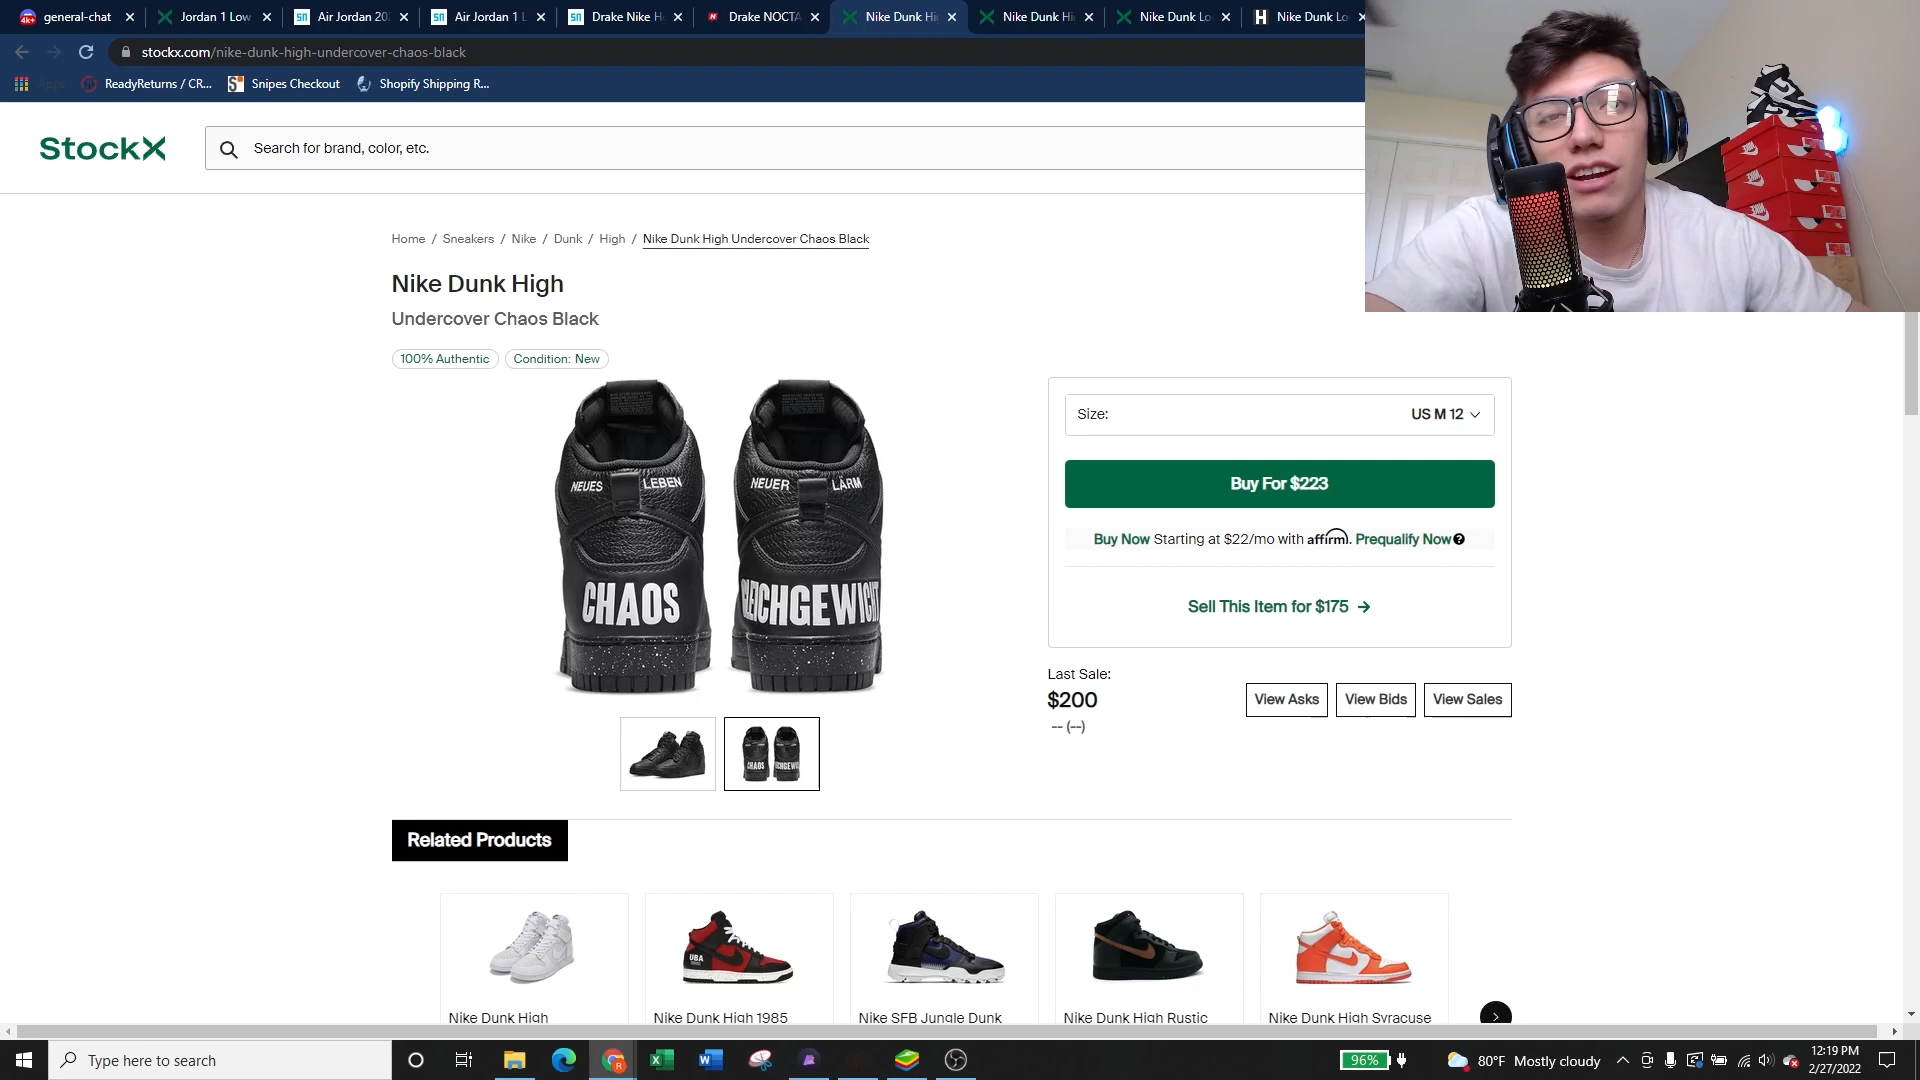 general-chat
Jordan 1 Low
Air Jordan 20
Air Jordan 1 L
Drake Nike H
Drake NOCTA
Nike Dunk Hi
Nike Dunk Hi
Nike Dunk Lo
Nike Dunk Lo
stockx.com/nike-dunk-high-undercover-chaos-black
Apps
ReadyReturns / CR...
Snipes Checkout
Shopify Shipping R...
StockX
Search for brand, color, etc.
Home / Sneakers / Nike / Dunk / High / Nike Dunk High Undercover Chaos Black
Nike Dunk High
Undercover Chaos Black
100% Authentic
Condition: New
NEUES LEBEN
NEUER LÄRM
CHAOS
GLEICHGEWICHT
Size:
US M 12
Buy For $223
Buy Now Starting at $22/mo with affirm. Prequalify Now
Sell This Item for $175
Last Sale:
$200
-- (--)
View Asks
View Bids
View Sales
Related Products
UBA
Nike Dunk High
Nike Dunk High 1985
Nike SFB Jungle Dunk
Nike Dunk High Rustic
Nike Dunk High Syracuse
Type here to search
96%
80°F Mostly cloudy
12:19 PM
2/27/2022